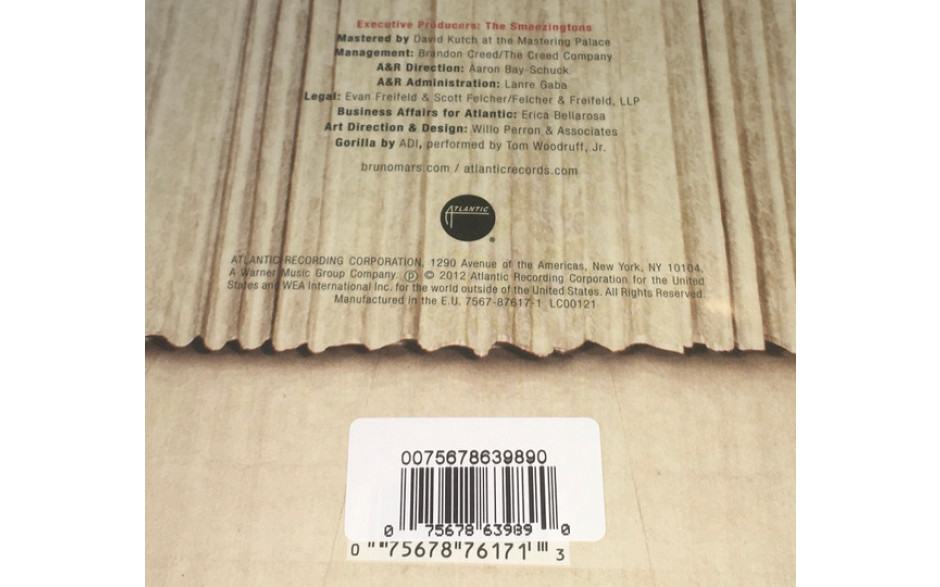 Executive Producers: The Smeezingtons
Mastered by David Kutch at the Mastering Palace
Management: Brandon Creed/The Creed Company
A&R Direction: Aaron Bay-Schuck
A&R Administration: Lanre Gaba
Legal: Evan Freifeld & Scott Felcher/Felcher & Freifeld, LLP
Business Affairs for Atlantic: Erica Bellarosa
Art Direction & Design: Willo Perron & Associates
Gorilla by ADI, performed by Tom Woodruff, Jr.
brunomars.com / atlanticrecords.com
ATLANTIC
ATLANTIC RECORDING CORPORATION, 1290 Avenue of the Americas, New York, NY 10104.
A Warner Music Group Company. ℗ © 2012 Atlantic Recording Corporation for the United
States and WEA International Inc. for the world outside of the United States. All Rights Reserved.
Manufactured in the E.U. 7567-87617-1 LC00121
0075678639890
0 75678 63989 0
0 75678 76171 3